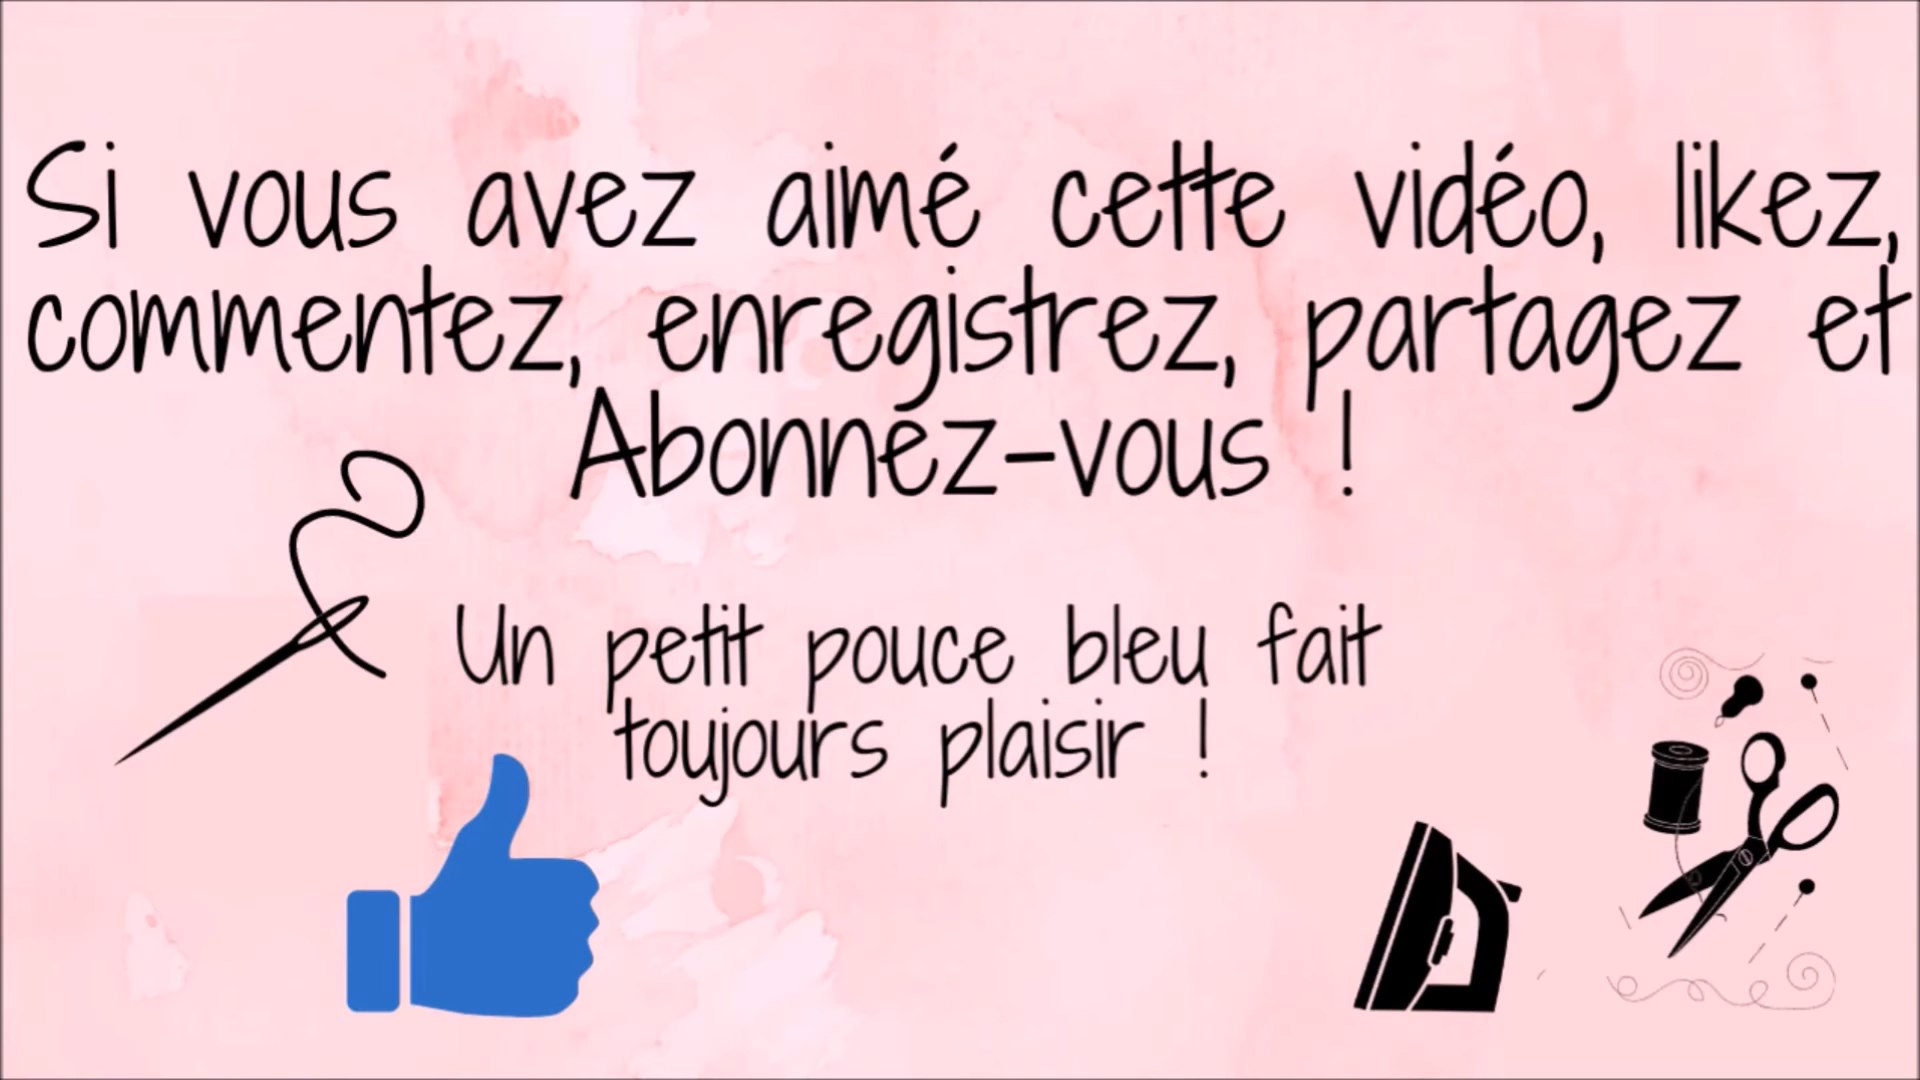 Si vous avez aimé cette vidéo, likez,
commentez, enregistrez, partagez et
Abonnez-vous !
Un petit pouce bleu fait
toujours plaisir !